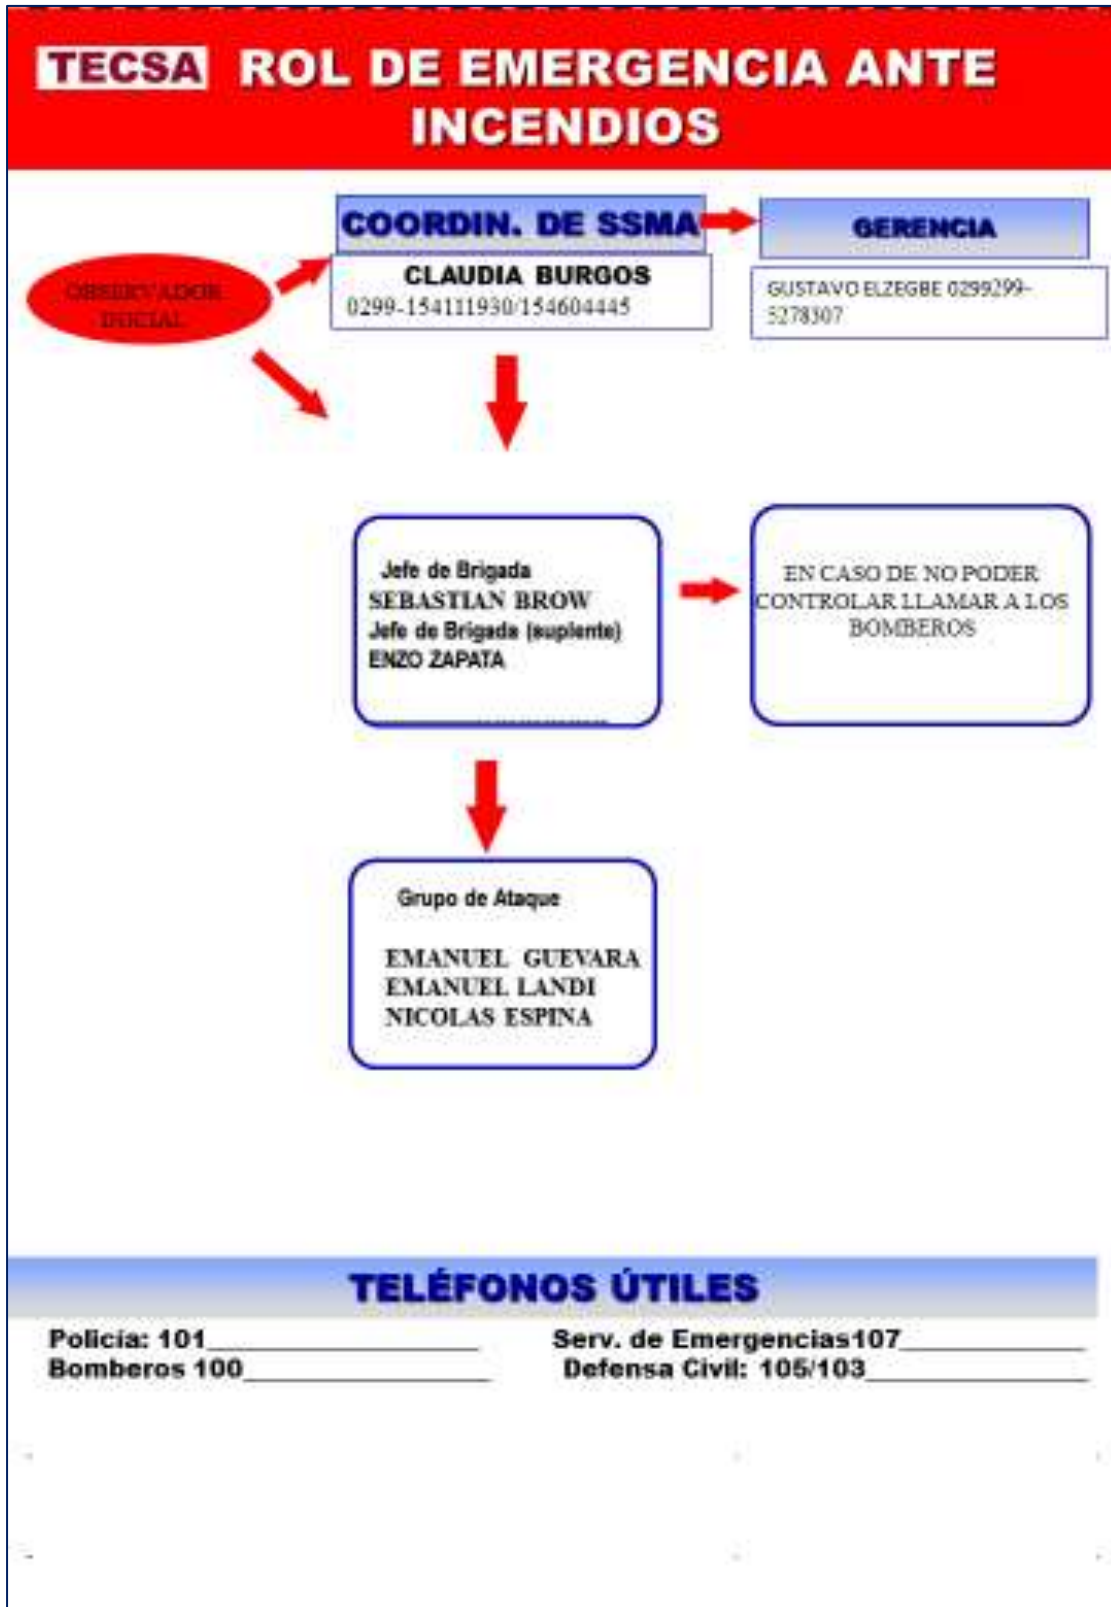 TECSA ROL DE EMERGENCIA ANTE
INCENDIOS
COORDIN. DE SSMA
GERENCIA
CLAUDIA BURGOS
0299-154111930/154604445
GUSTAVO ELZEGBE 0299299-
5278307
OBSERVADOR
Jefe de Brigada
SEBASTIAN BROW
Jefe de Brigada (suplente)
ENZO ZAPATA
EN CASO DE NO PODER
CONTROLAR LLAMAR A LOS
BOMBEROS
Grupo de Ataque
EMANUEL GUEVARA
EMANUEL LANDI
NICOLAS ESPINA
TELÉFONOS ÚTILES
Policía: 101
Serv. de Emergencias107
Bomberos 100
Defensa Civil: 105/103